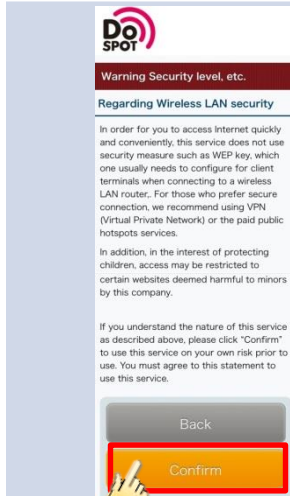 Do
SPOT
Warning Security level, etc.
Regarding Wireless LAN security
In order for you to access Internet quickly
and conveniently, this service does not use
security measure such as WEP key, which
one usually needs to configure for client
terminals when connecting to a wireless
LAN router,. For those who prefer secure
connection, we recommend using VPN
(Virtual Private Network) or the paid public
hotspots services.
In addition, in the interest of protecting
children, access may be restricted to
certain websites deemed harmful to minors
by this company.
If you understand the nature of this service
as described above, please click "Confirm"
to use this service on your own risk prior to
use. You must agree to this statement to
use this service.
Back
Confirm